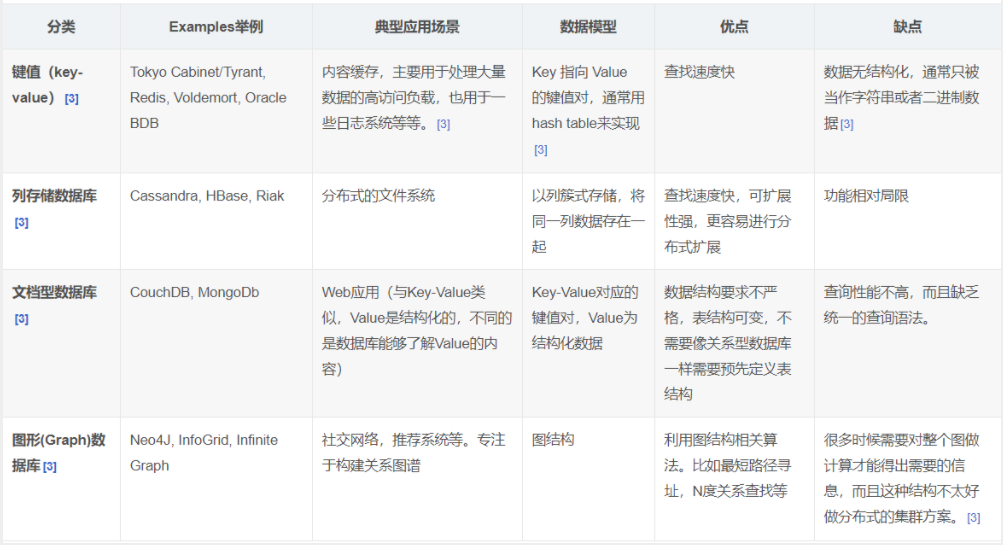 分类
Examples举例
典型应用场景
数据模型
优点
缺点
键值（key-
value）[3]
Tokyo Cabinet/Tyrant,
Redis, Voldemort, Oracle
BDB
内容缓存，主要用于处理大量
数据的高访问负载，也用于一
些日志系统等等。[3]
Key 指向 Value
的键值对，通常用
hash table来实现
[3]
查找速度快
数据无结构化，通常只被
当作字符串或者二进制数
据[3]
列存储数据库
[3]
Cassandra, HBase, Riak
分布式的文件系统
以列簇式存储，将
同一列数据存在一
起
查找速度快，可扩展
性强，更容易进行分
布式扩展
功能相对局限
文档型数据库
[3]
CouchDB, MongoDb
Web应用（与Key-Value类
似，Value是结构化的，不同的
是数据库能够了解Value的内
容）
Key-Value对应的
键值对，Value为
结构化数据
数据结构要求不严
格，表结构可变，不
需要像关系型数据库
一样需要预先定义表
结构
查询性能不高，而且缺乏
统一的查询语法。
图形(Graph)数
据库[3]
Neo4J, InfoGrid, Infinite
Graph
社交网络，推荐系统等。专注
于构建关系图谱
图结构
利用图结构相关算
法。比如最短路径寻
址，N度关系查找等
很多时候需要对整个图做
计算才能得出需要的信
息，而且这种结构不太好
做分布式的集群方案。[3]